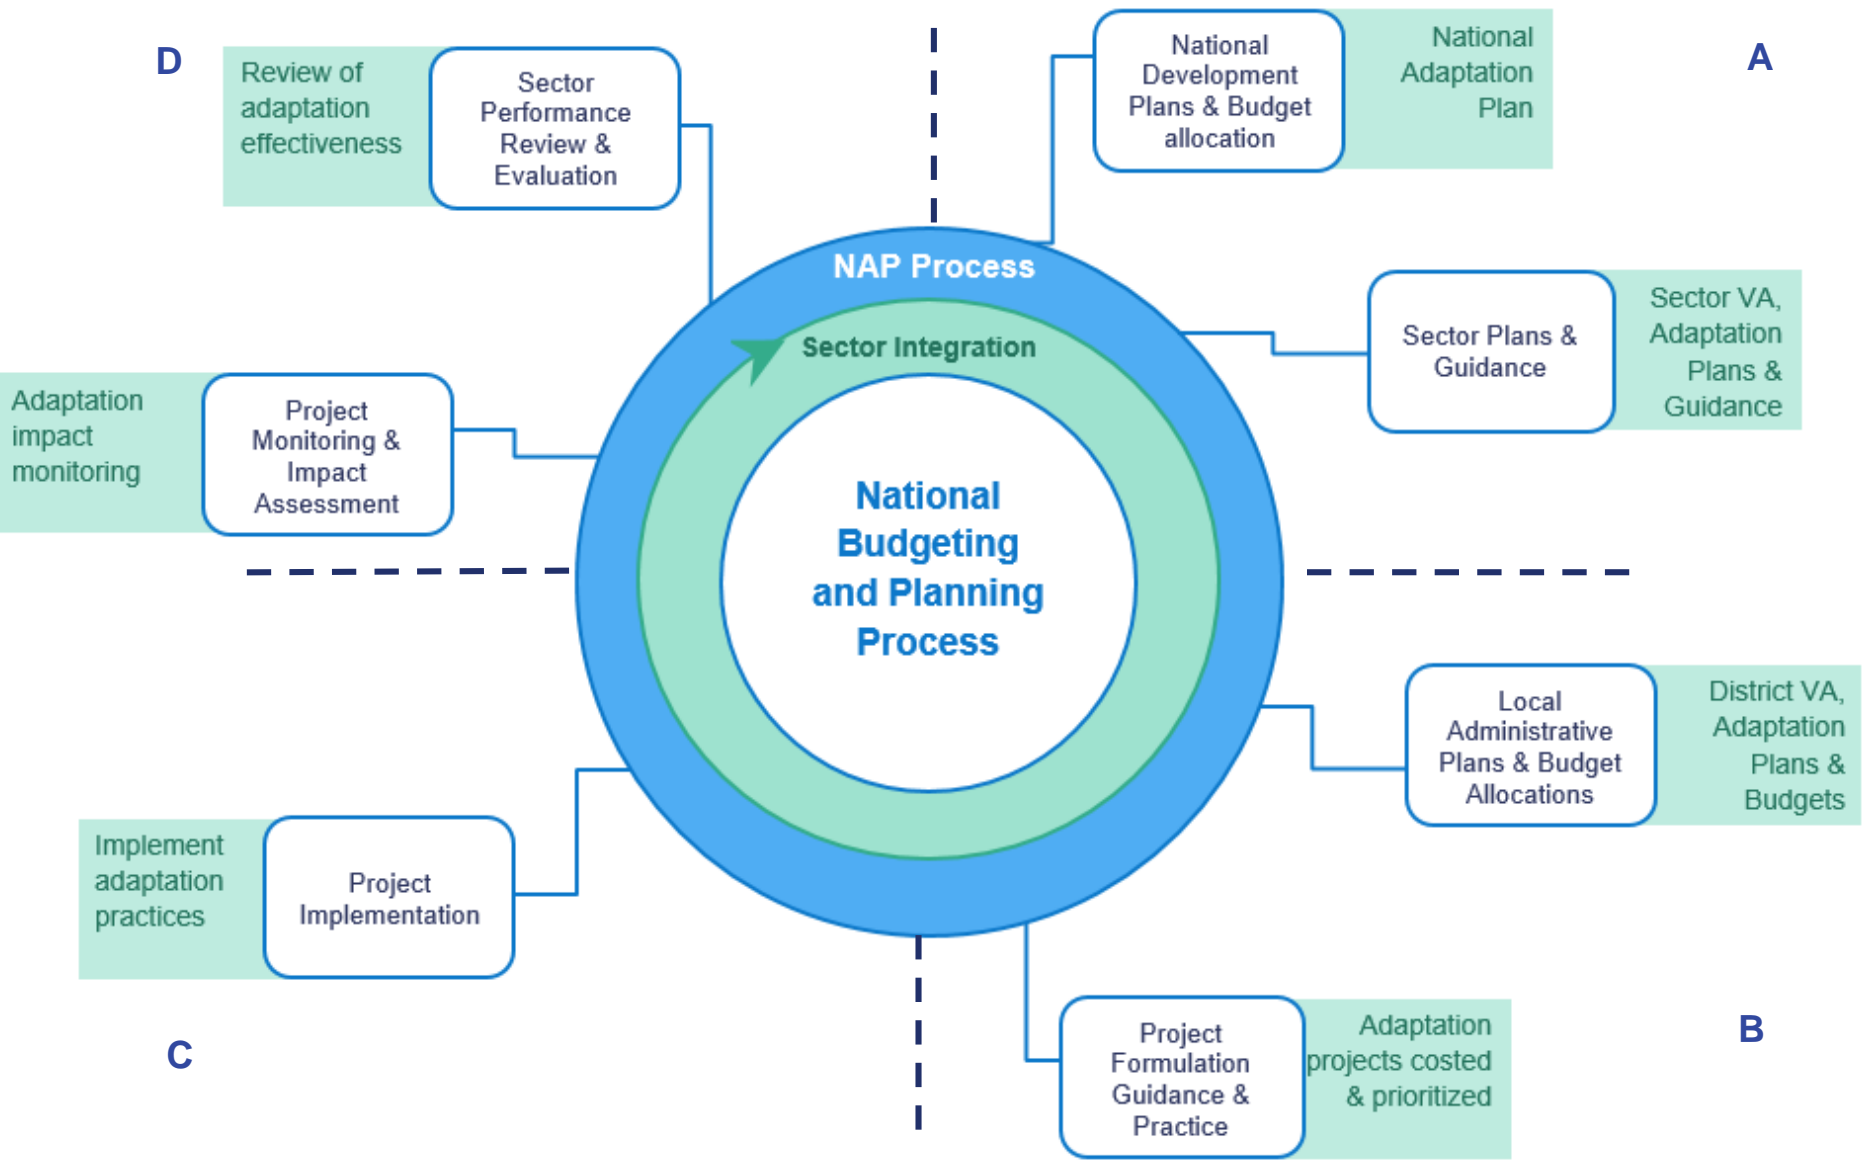 D
Review of
adaptation
effectiveness
Sector
Performance
Review &
Evaluation
National
Development
Plans & Budget
allocation
National
Adaptation
Plan
A
NAP Process
Sector Integration
National
Budgeting
and Planning
Process
Sector Plans &
Guidance
Sector VA,
Adaptation
Plans &
Guidance
Adaptation
impact
monitoring
Project
Monitoring &
Impact
Assessment
Local
Administrative
Plans & Budget
Allocations
District VA,
Adaptation
Plans &
Budgets
Implement
adaptation
practices
Project
Implementation
C
Project
Formulation
Guidance &
Practice
Adaptation
projects costed
& prioritized
B